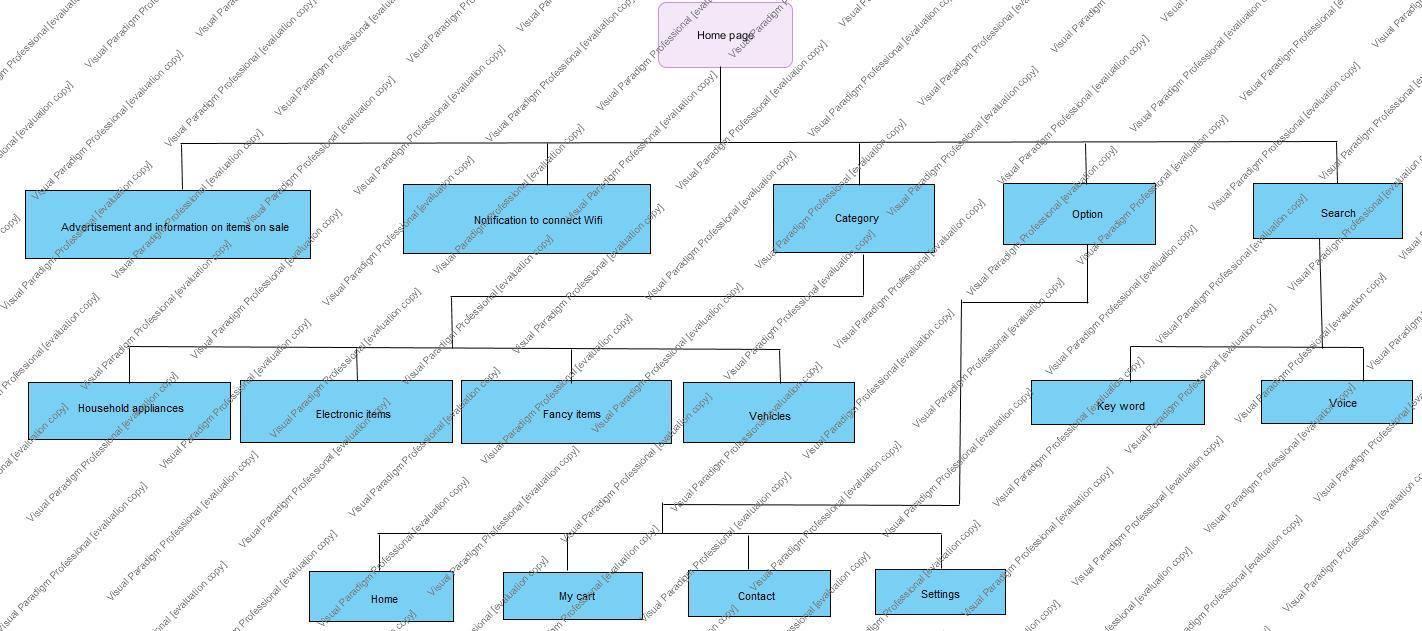 Home page
Advertisement and information on items on sale
Notification to connect Wifi
Category
Option
Search
Household appliances
Electronic items
Fancy items
Vehicles
Key word
Voice
Home
My cart
Contact
Settings
Visual Paradigm Professional [evaluation copy]